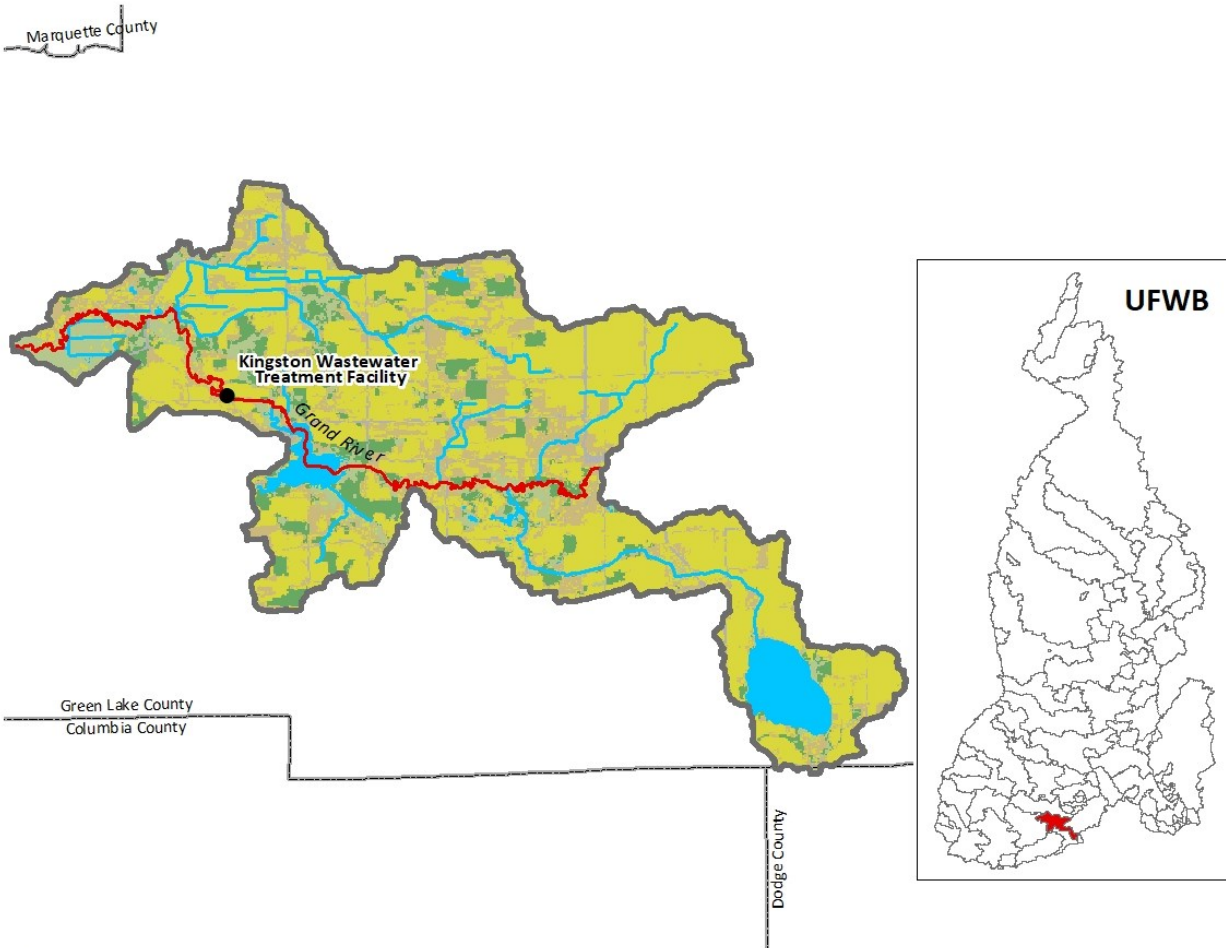 Marquette County
UFWB
Kingston Wastewater
Treatment Facility
Grand River
Green Lake County
Columbia County
Dodge County